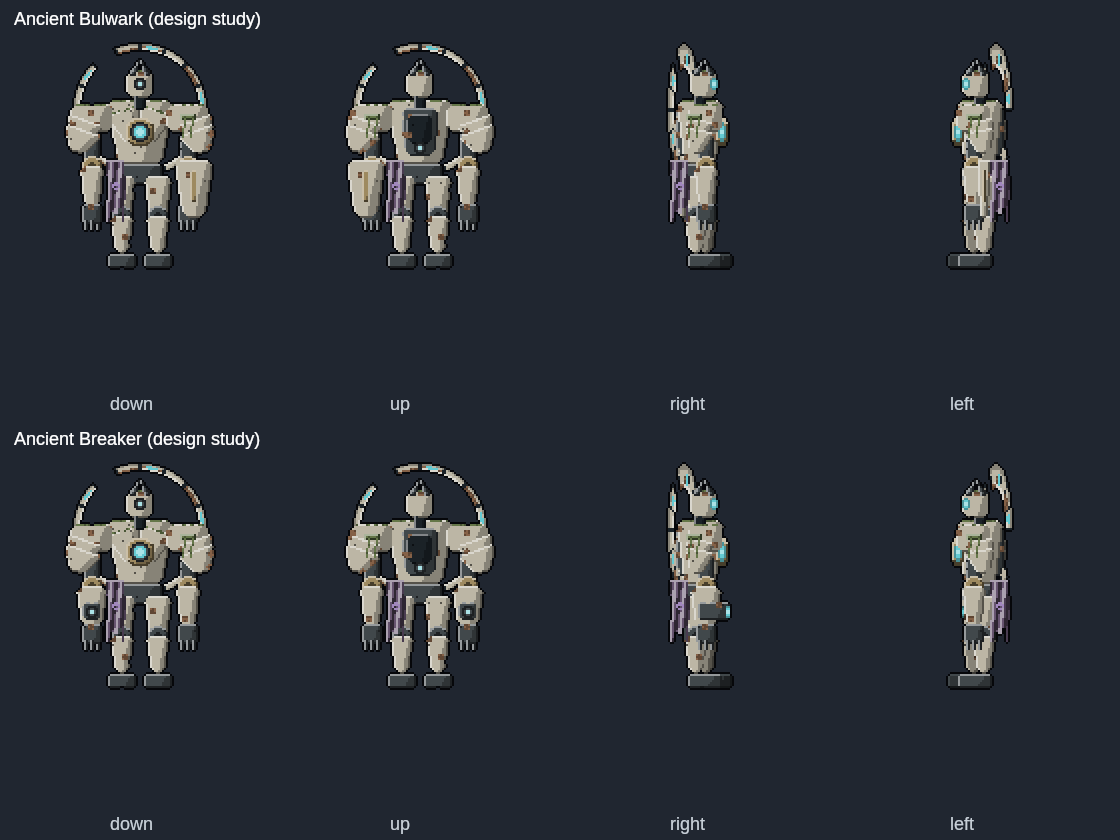 Ancient Bulwark (design study)
down up right left
Ancient Breaker (design study)
down up right left